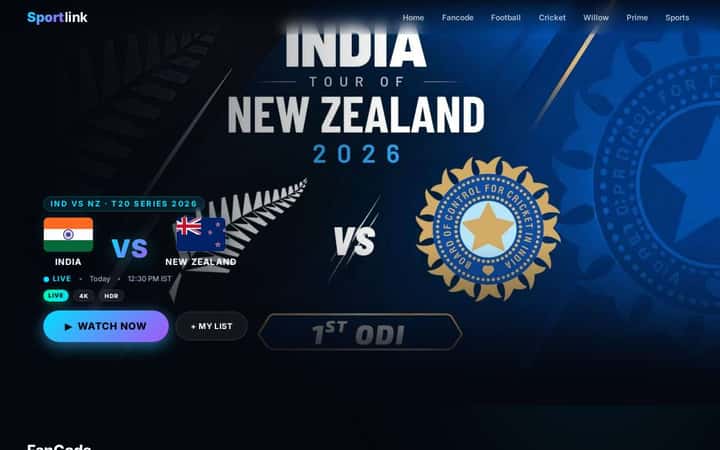 Sportlink
Home Fancode Football Cricket Willow Prime Sports
INDIA
TOUR OF
NEW ZEALAND
2026
IND VS NZ · T20 SERIES 2026
VS
INDIA
NEW ZEALAND
LIVE • Today • 12:30 PM IST
LIVE 4K HDR
▶ WATCH NOW
+ MY LIST
VS
BOARD OF CONTROL FOR CRICKET IN INDIA
1ST ODI